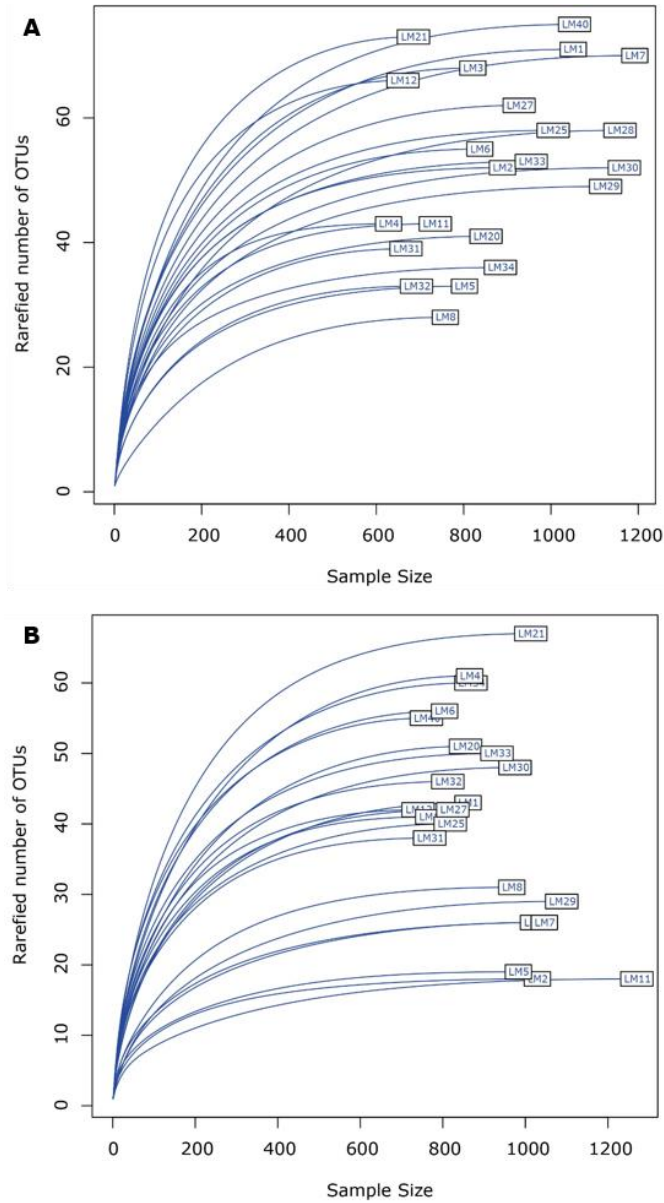 A
LM40
LM21
LM1
LM7
LM3
LM12
LM27
LM25
LM28
LM6
LM33
LM2
LM30
LM29
LM4
LM11
LM20
LM31
LM34
LM32
LM5
LM8
60
40
20
0
Rarefied number of OTUs
0 200 400 600 800 1000 1200
Sample Size
B
LM21
LM4
LM6
LM20
LM33
LM30
LM32
LM1
LM27
LM25
LM31
LM8
LM29
LM7
LM5
LM2
LM11
60
50
40
30
20
10
0
Rarefied number of OTUs
0 200 400 600 800 1000 1200
Sample Size